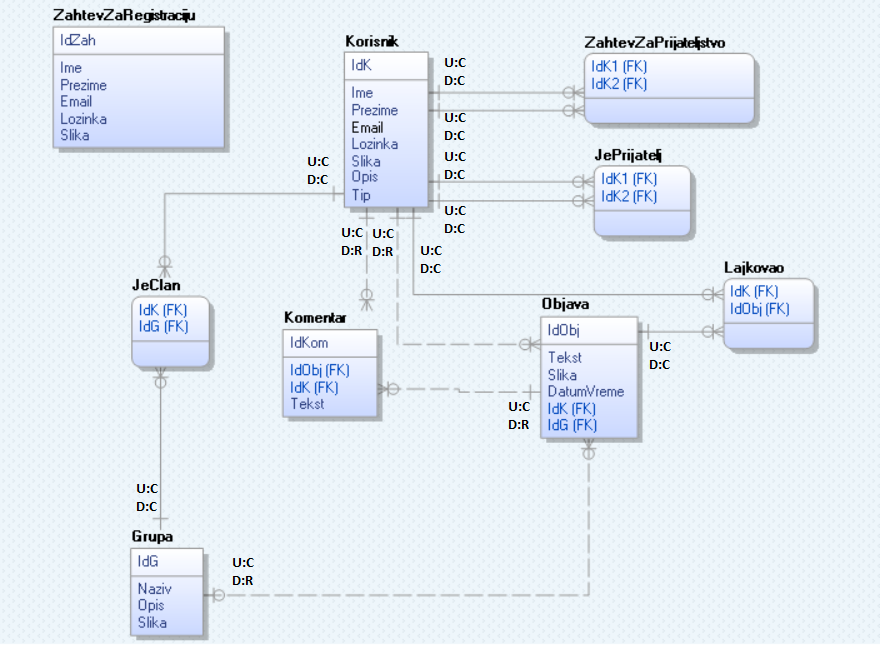 ZahtevZaRegistraciju
IdZah
Ime
Prezime
Email
Lozinka
Slika
Korisnik
IdK
Ime
Prezime
Email
Lozinka
Slika
Opis
Tip
U:C
D:C
U:C
D:C
U:C
D:C
U:C
D:C
ZahtevZaPrijateljstvo
IdK1 (FK)
IdK2 (FK)
JePrijatelj
IdK1 (FK)
IdK2 (FK)
U:C
D:C
U:C
D:R
U:C
D:R
U:C
D:C
Lajkovao
IdK (FK)
IdObj (FK)
JeClan
IdK (FK)
IdG (FK)
Komentar
IdKom
IdObj (FK)
IdK (FK)
Tekst
Objava
IdObj
Tekst
Slika
DatumVreme
IdK (FK)
IdG (FK)
U:C
D:C
U:C
D:R
U:C
D:C
Grupa
IdG
Naziv
Opis
Slika
U:C
D:R